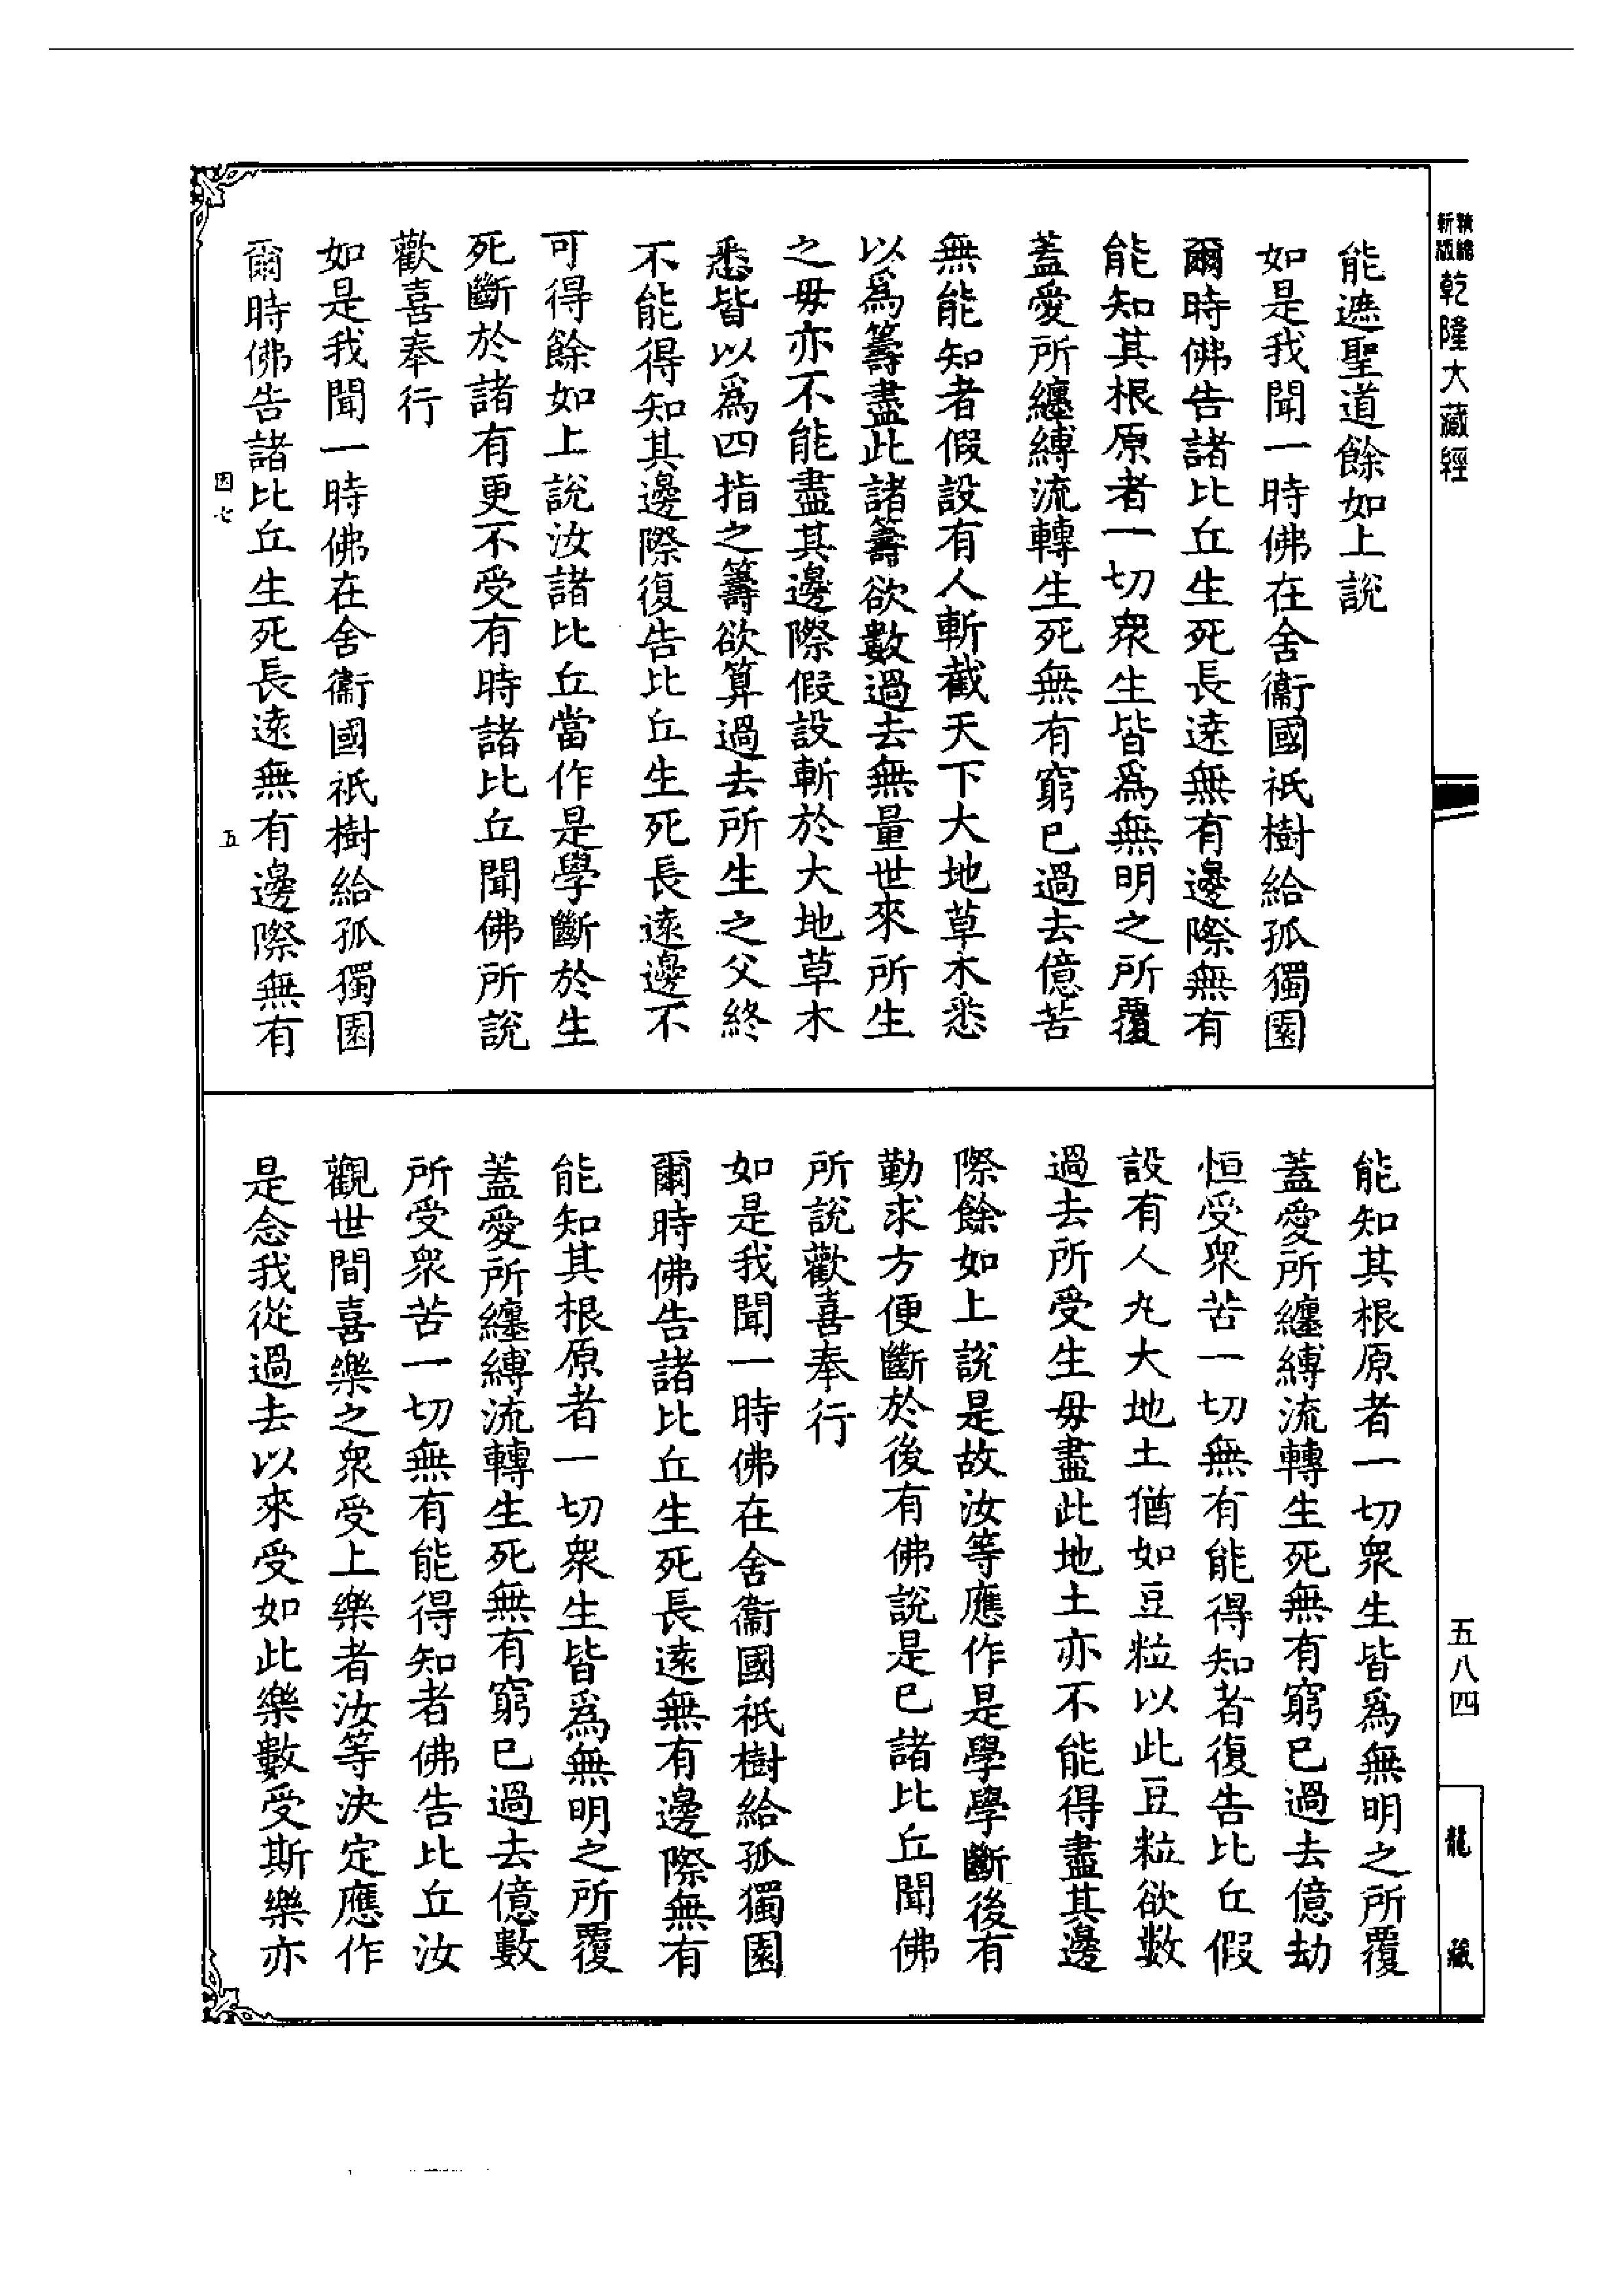 新版精縮乾隆大藏經
能遮聖道餘如上說
如是我聞一時佛在舍衞國祇樹給孤獨園
爾時佛告諸比丘生死長遠無有邊際無有
能知其根原者一切衆生皆爲無明之所覆
蓋愛所纏縛流轉生死無有窮已過去億苦
無能知者假設有人斬截天下大地草木悉
以爲籌盡此諸籌欲數過去無量世來所生
之母亦不能盡其邊際假設斬於大地草木
悉皆以爲四指之籌欲算過去所生之父終
不能得知其邊際復告比丘生死長遠邊不
可得餘如上說汝諸比丘當作是學斷於生
死斷於諸有更不受有時諸比丘聞佛所說
歡喜奉行
如是我聞一時佛在舍衞國祇樹給孤獨園
爾時佛告諸比丘生死長遠無有邊際無有
因七
五
能知其根原者一切衆生皆爲無明之所覆
蓋愛所纏縛流轉生死無有窮已過去億劫
恒受衆苦一切無有能得知者復告比丘假
設有人丸大地土猶如豆粒以此豆粒欲數
過去所受生母盡此地土亦不能得盡其邊
際餘如上說是故汝等應作是學學斷後有
勤求方便斷於後有佛說是已諸比丘聞佛
所說歡喜奉行
如是我聞一時佛在舍衞國祇樹給孤獨園
爾時佛告諸比丘生死長遠無有邊際無有
能知其根原者一切衆生皆爲無明之所覆
蓋愛所纏縛流轉生死無有窮已過去億數
所受衆苦一切無有能得知者佛告比丘汝
觀世間喜樂之衆受上樂者汝等決定應作
是念我從過去以來受如此樂數受斯樂亦
五八四
龍藏